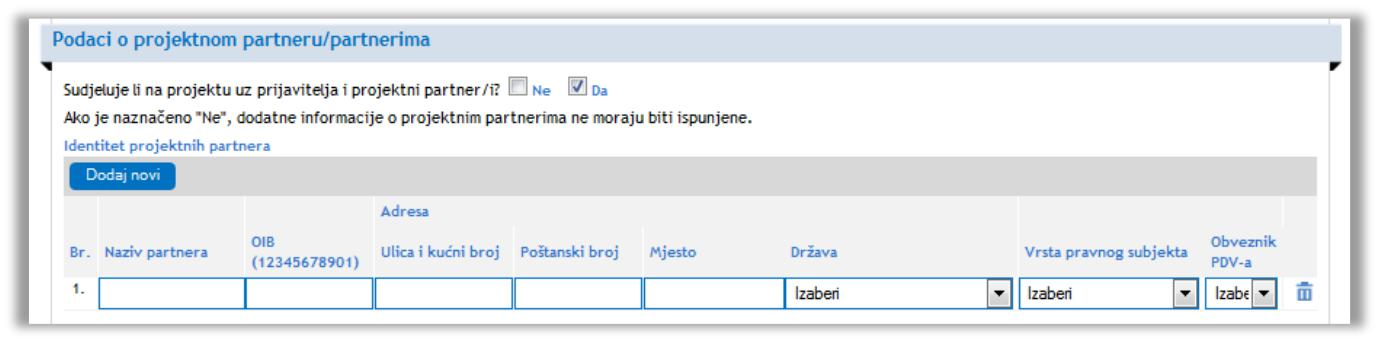 Podaci o projektnom partneru/partnerima
Sudjeluje li na projektu uz prijavitelja i projektni partner/i? Ne Da
Ako je naznačeno "Ne", dodatne informacije o projektnim partnerima ne moraju biti ispunjene.
Identitet projektnih partnera
Dodaj novi
Adresa
Br. Naziv partnera OIB (12345678901) Ulica i kućni broj Poštanski broj Mjesto Država Vrsta pravnog subjekta Obveznik PDV-a
1. Izaberi Izaberi Izabe